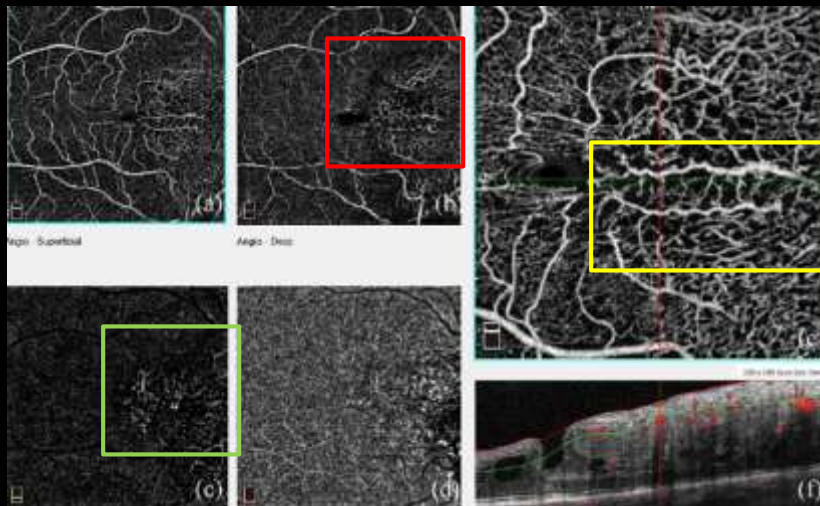 (a)
(b)
Angio - Superficial
Angio - Deep
(c)
(d)
(f)